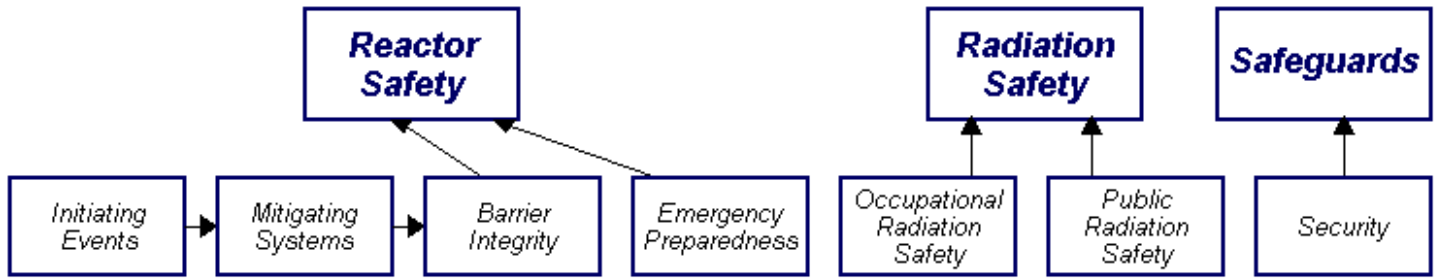 Reactor
Safety
Radiation
Safety
Safeguards
Initiating
Events
Mitigating
Systems
Barrier
Integrity
Emergency
Preparedness
Occupational
Radiation
Safety
Public
Radiation
Safety
Security